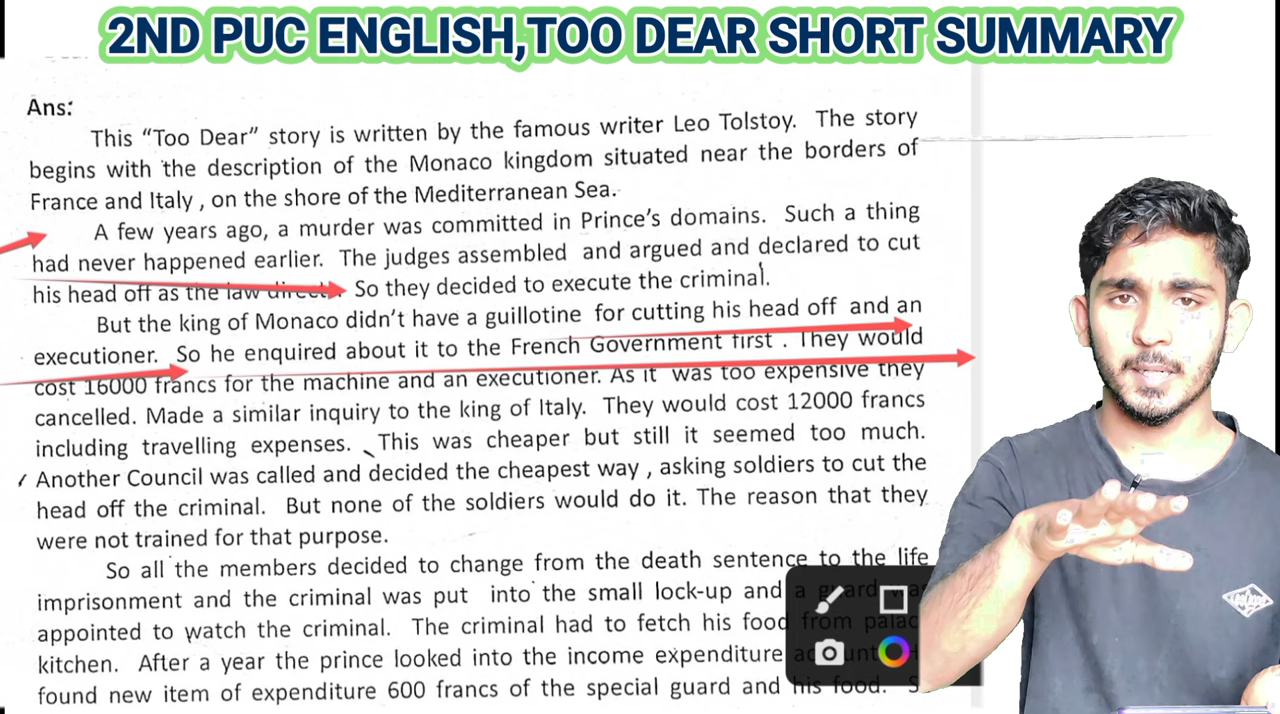 2ND PUC ENGLISH,TOO DEAR SHORT SUMMARY
Ans:
This “Too Dear” story is written by the famous writer Leo Tolstoy. The story
begins with the description of the Monaco kingdom situated near the borders of
France and Italy , on the shore of the Mediterranean Sea.
A few years ago, a murder was committed in Prince’s domains. Such a thing
had never happened earlier. The judges assembled and argued and declared to cut
his head off as the law So they decided to execute the criminal.
But the king of Monaco didn’t have a guillotine for cutting his head off and an
executioner. So he enquired about it to the French Government first . They would
cost 16000 francs for the machine and an executioner. As it was too expensive they
cancelled. Made a similar inquiry to the king of Italy. They would cost 12000 francs
including travelling expenses. This was cheaper but still it seemed too much.
Another Council was called and decided the cheapest way , asking soldiers to cut the
head off the criminal. But none of the soldiers would do it. The reason that they
were not trained for that purpose.
So all the members decided to change from the death sentence to the life
imprisonment and the criminal was put into the small lock-up and a guard
appointed to watch the criminal. The criminal had to fetch his food from
kitchen. After a year the prince looked into the income expenditure
found new item of expenditure 600 francs of the special guard and his food.